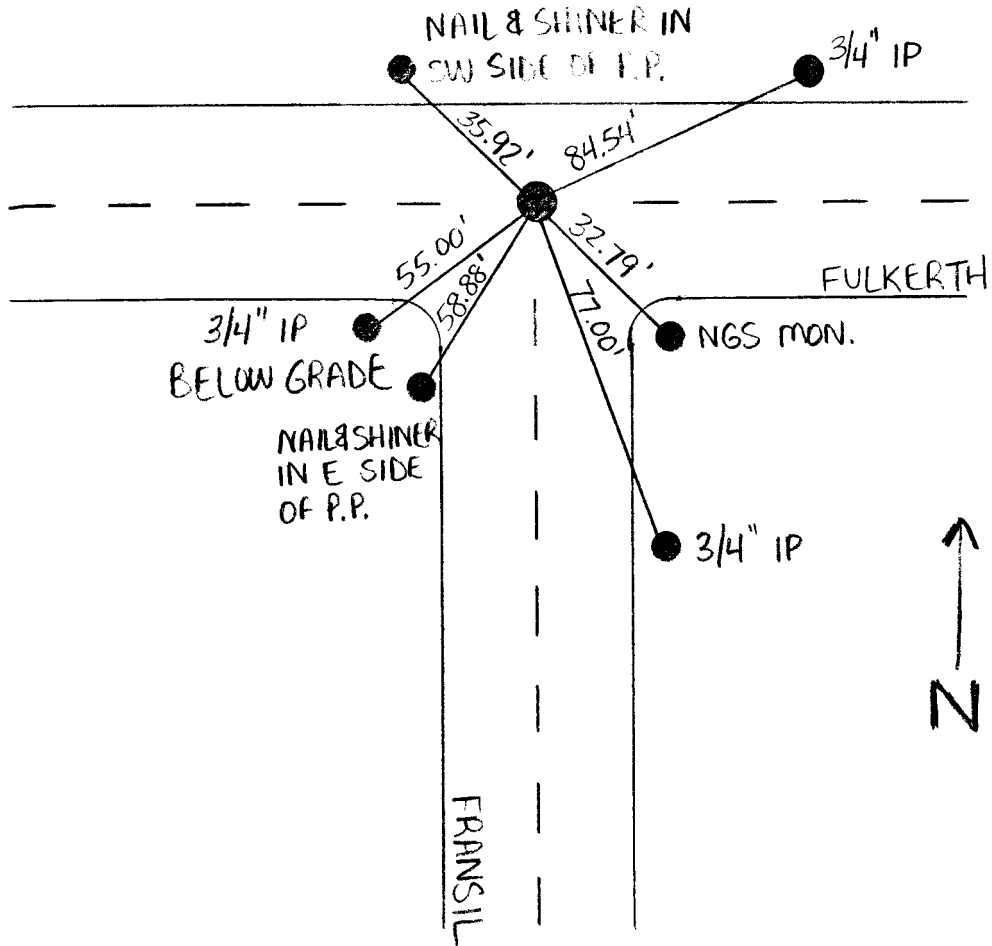 NAIL & SHINER IN
SW SIDE OF P.P.
3/4" IP
35.92'
84.54'
55.00'
58.88'
32.79'
77.00'
FULKERTH
3/4" IP
BELOW GRADE
NGS MON.
NAIL&SHINER
IN E SIDE
OF P.P.
3/4" IP
N
FRANSIL